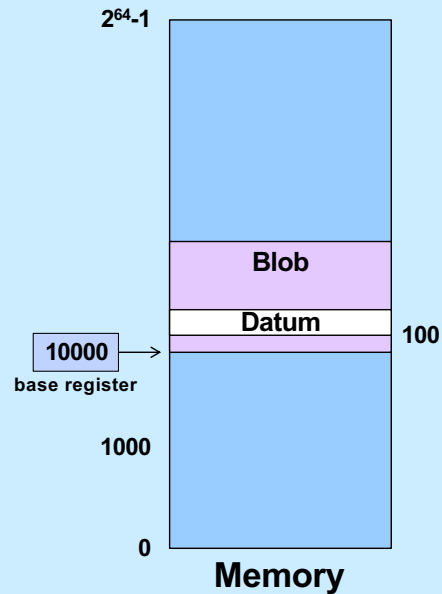 2⁶⁴-1
Blob
Datum
100
10000
base register
1000
0
Memory